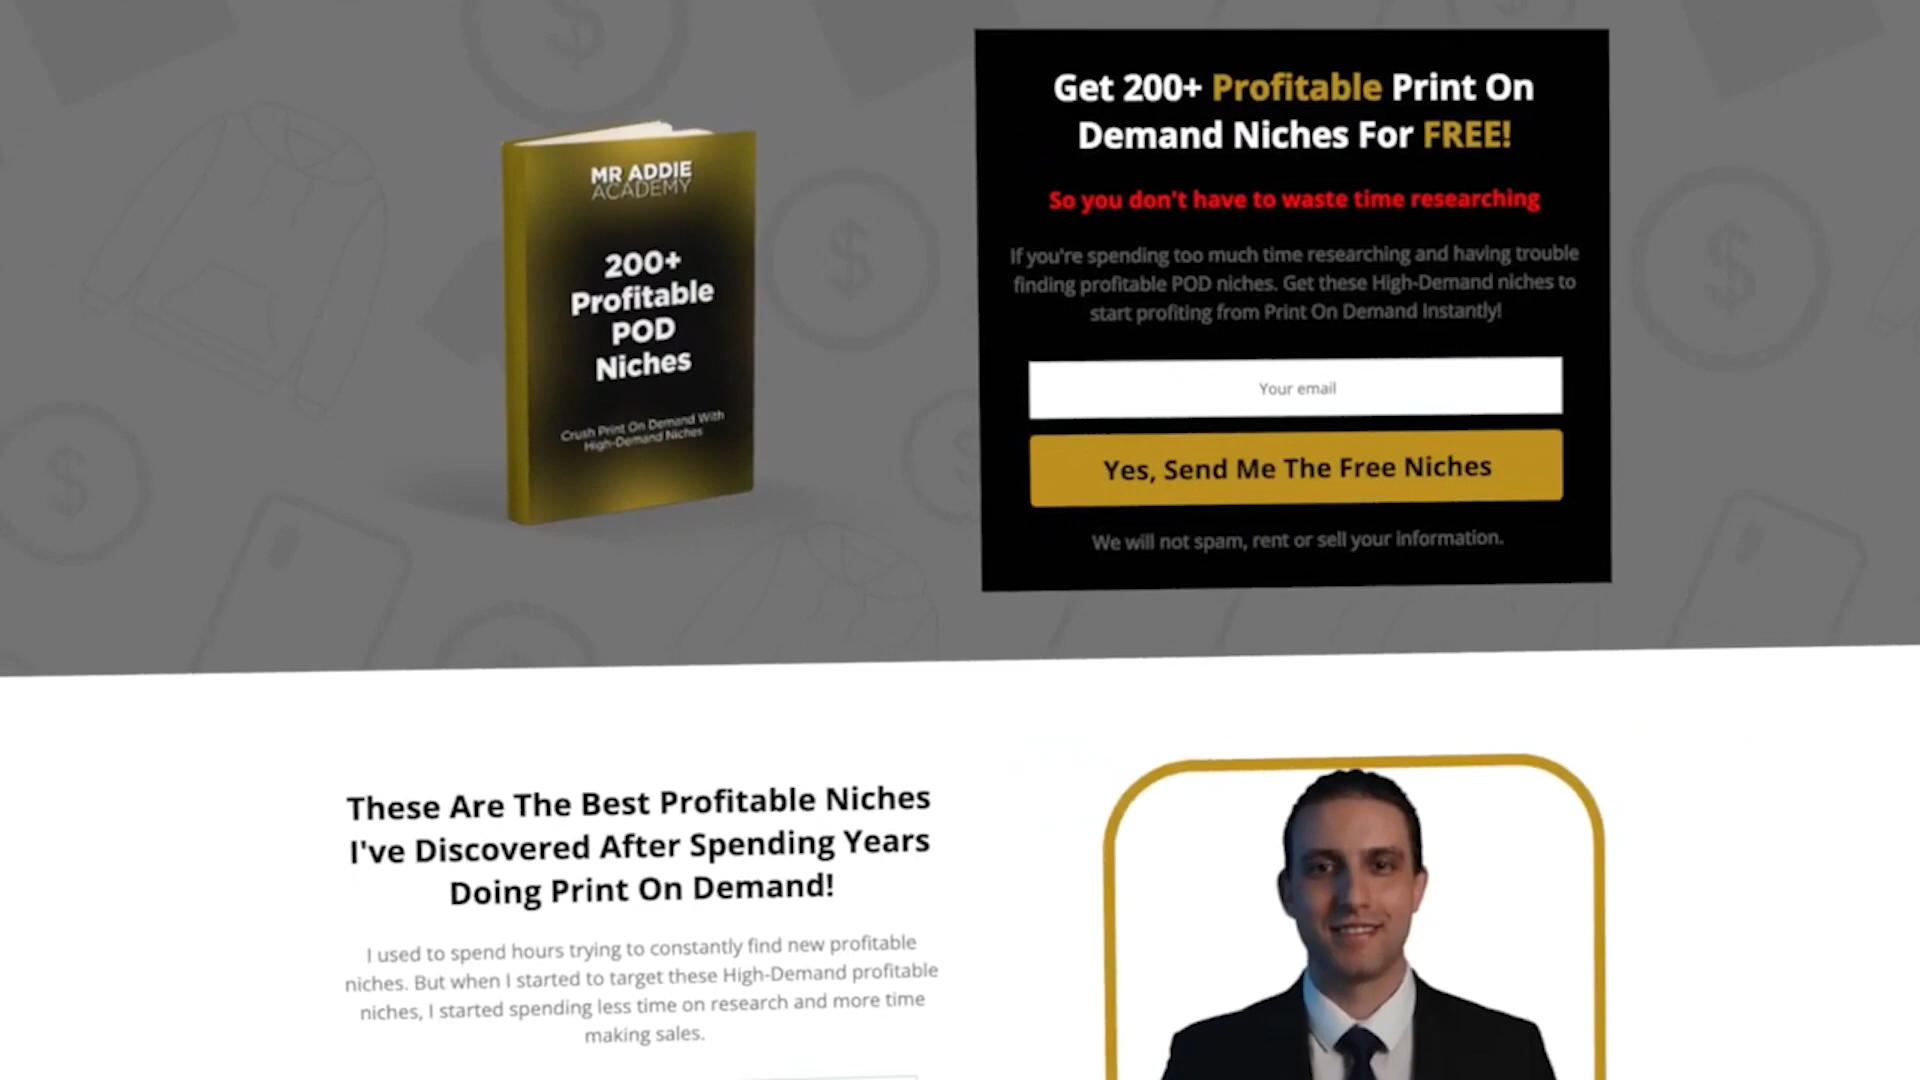 MR ADDIE
ACADEMY
200+
Profitable
POD
Niches
Crush Print On Demand With
High-Demand Niches
Get 200+ Profitable Print On
Demand Niches For FREE!
So you don't have to waste time researching
If you're spending too much time researching and having trouble
finding profitable POD niches. Get these High-Demand niches to
start profiting from Print On Demand Instantly!
Your email
Yes, Send Me The Free Niches
We will not spam, rent or sell your information.
These Are The Best Profitable Niches
I've Discovered After Spending Years
Doing Print On Demand!
I used to spend hours trying to constantly find new profitable
niches. But when I started to target these High-Demand profitable
niches, I started spending less time on research and more time
making sales.